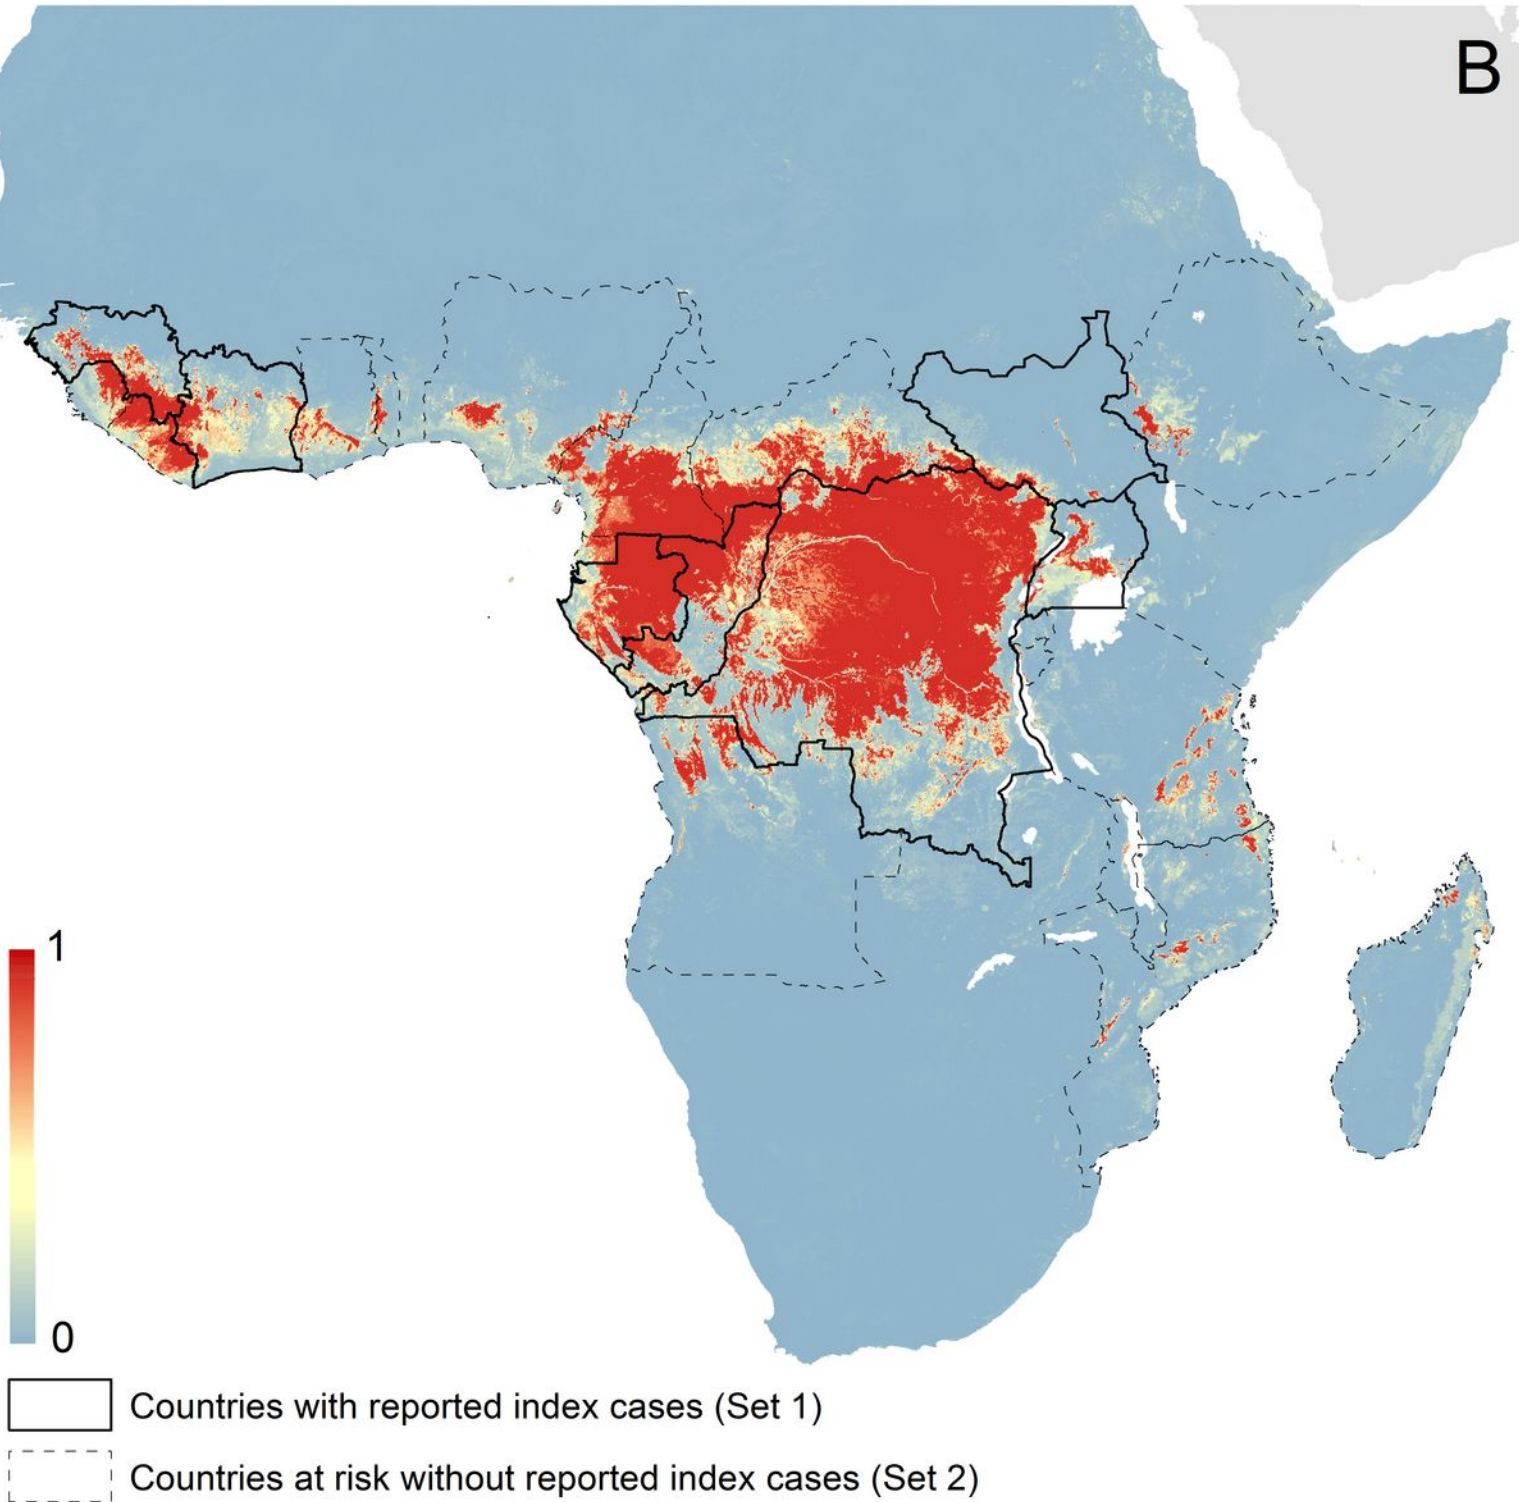 B
1
0
Countries with reported index cases (Set 1)
Countries at risk without reported index cases (Set 2)